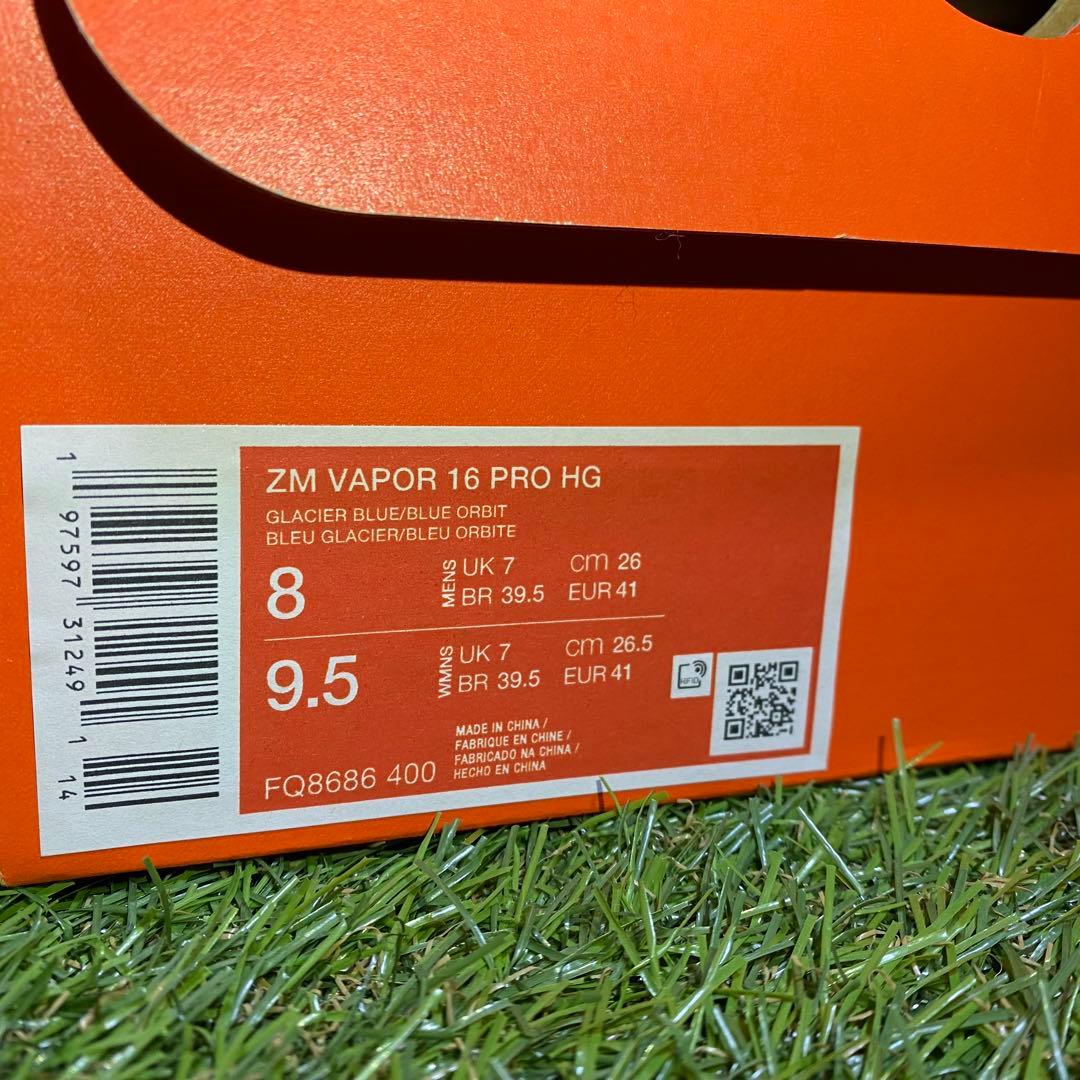 ZM VAPOR 16 PRO HG
GLACIER BLUE/BLUE ORBIT
BLEU GLACIER/BLEU ORBITE
8 MENS UK 7 cm 26
BR 39.5 EUR 41
9.5 WMNS UK 7 cm 26.5
BR 39.5 EUR 41
MADE IN CHINA /
FABRIQUE EN CHINE /
FABRICADO NA CHINA /
HECHO EN CHINA
FQ8686 400
1 97597 31249 1 14